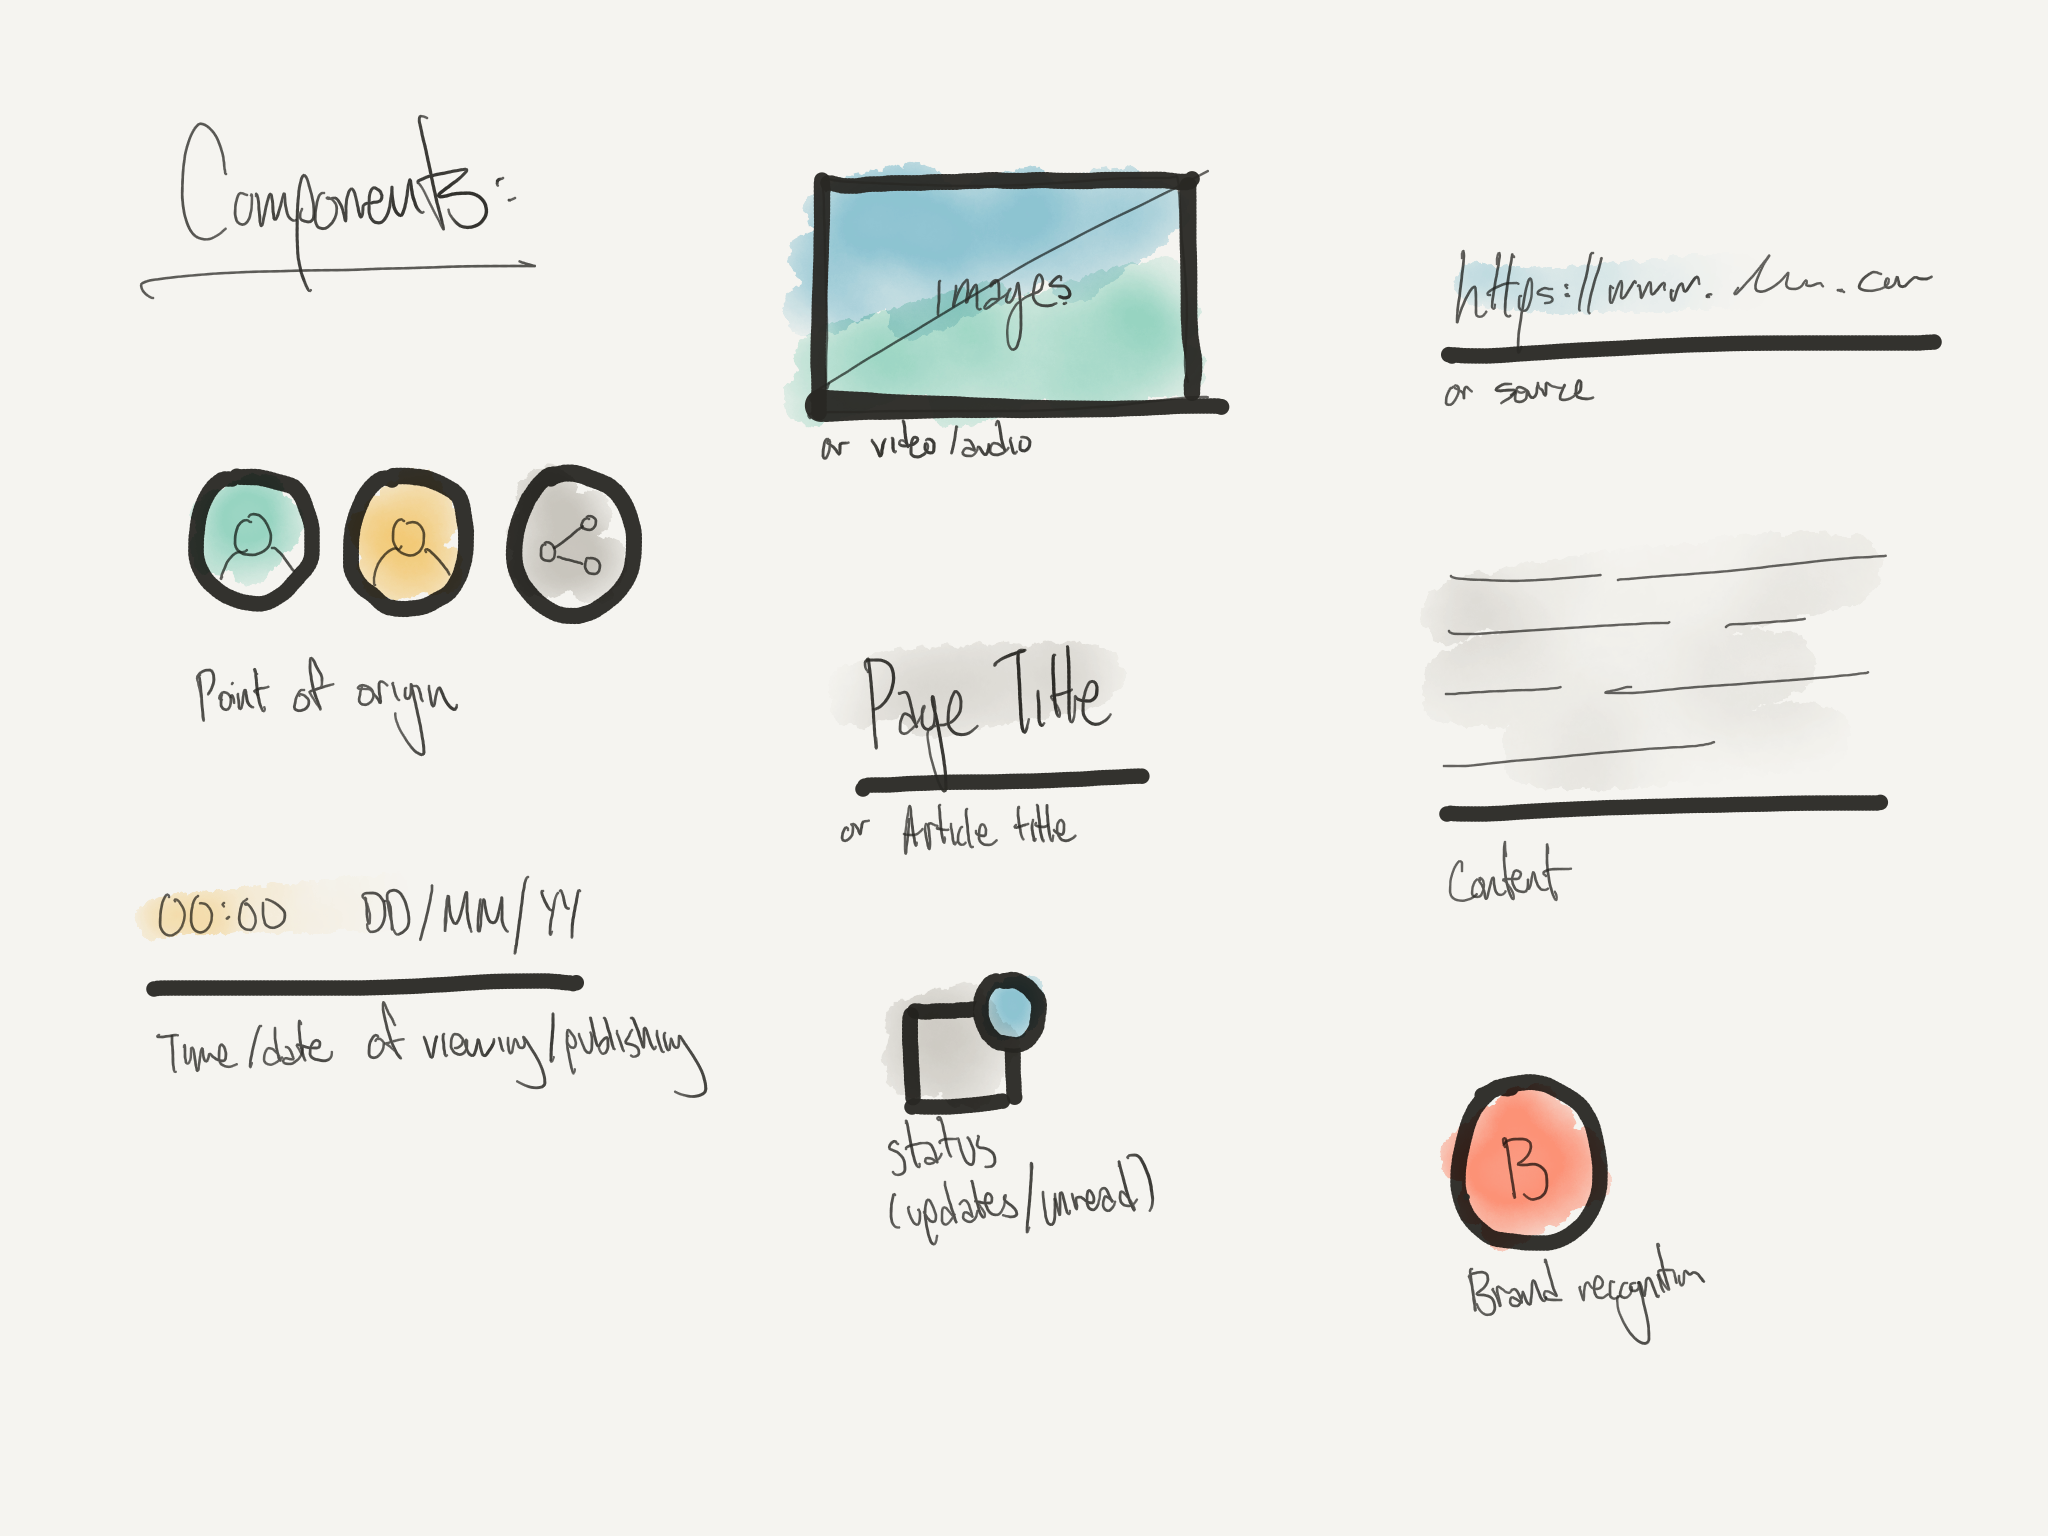 Components:
Point of origin
00:00 DD/MM/YY
Time/date of viewing/publishing
images
or video/audio
Page Title
or Article title
status
(updates/unread)
https://www. .com
or source
Content
B
Brand recognition